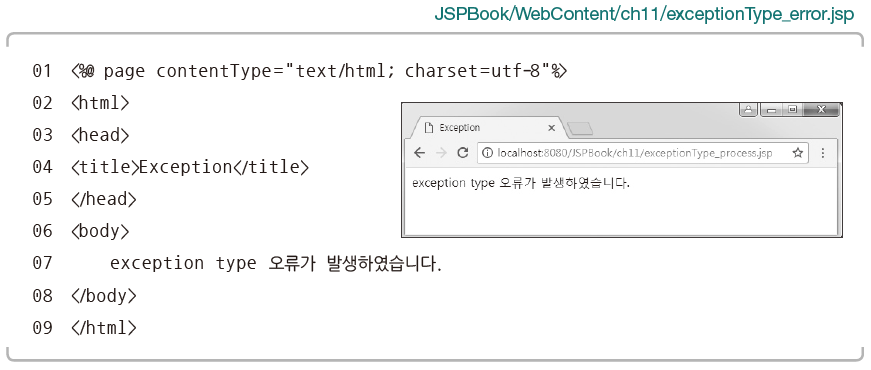 JSPBook/WebContent/ch11/exceptionType_error.jsp
01 <%@ page contentType="text/html; charset=utf-8"%>
02 <html>
03 <head>
04 <title>Exception</title>
05 </head>
06 <body>
07 exception type 오류가 발생하였습니다.
08 </body>
09 </html>
Exception
localhost:8080/JSPBook/ch11/exceptionType_process.jsp
exception type 오류가 발생하였습니다.